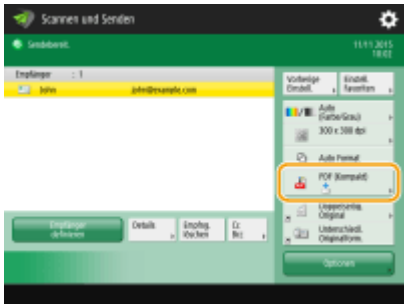 Scannen und Senden
Sendebereit.
11/11 2015
18:02
Empfänger : 1
John
john@example.com
Vorherige
Einstell.
Einstell.
Favoriten
Auto
(Farbe/Grau)
300 x 300 dpi
Auto Format
PDF (Kompakt)
Doppelseitig.
Original
Unterschiedl.
Originalform.
Empfänger
definieren
Details
Empfng.
löschen
Cc
Bcc
Optionen